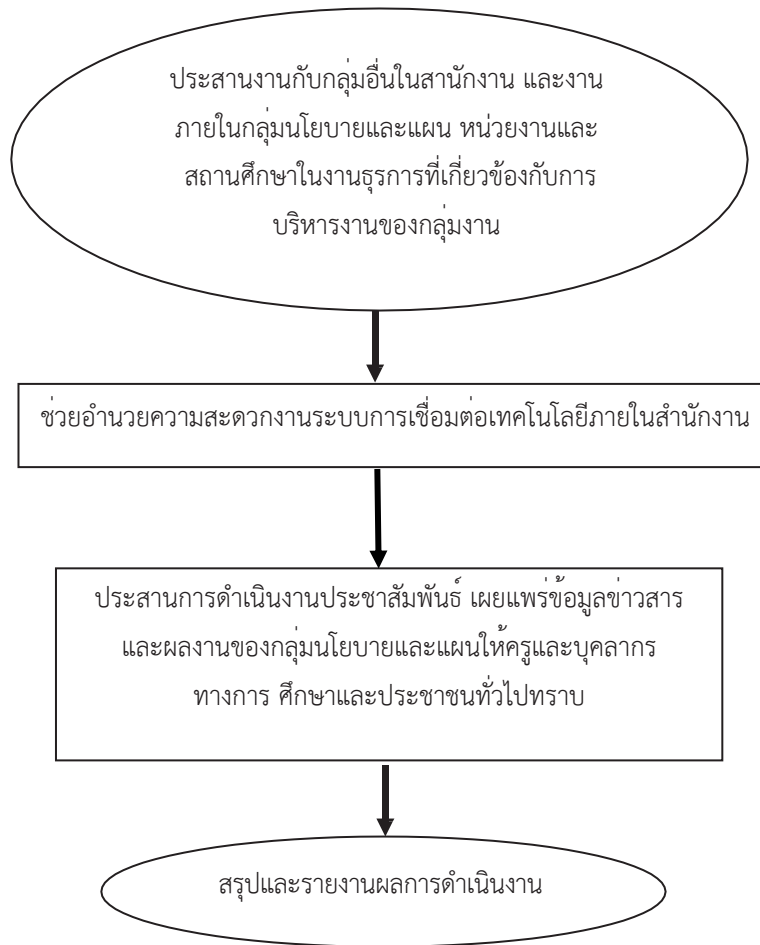 ประสานงานกับกลุ่มอื่นในสานักงาน และงาน
ภายในกลุ่มนโยบายและแผน หน่วยงานและ
สถานศึกษาในงานธุรการที่เกี่ยวข้องกับการ
บริหารงานของกลุ่มงาน
ช่วยอำนวยความสะดวกงานระบบการเชื่อมต่อเทคโนโลยีภายในสำนักงาน
ประสานการดำเนินงานประชาสัมพันธ์ เผยแพร่ข้อมูลข่าวสาร
และผลงานของกลุ่มนโยบายและแผนให้ครูและบุคลากร
ทางการ ศึกษาและประชาชนทั่วไปทราบ
สรุปและรายงานผลการดำเนินงาน